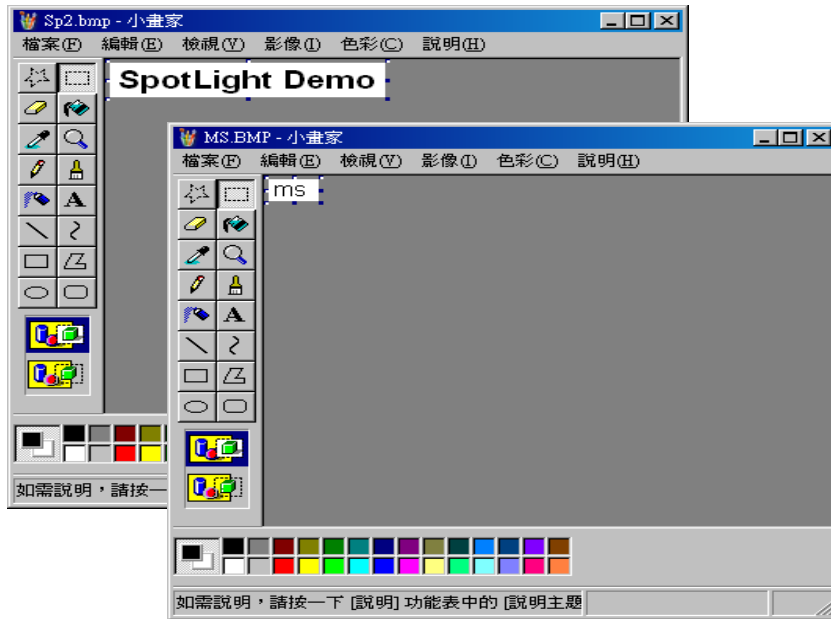 Sp2.bmp - 小畫家
檔案(F) 編輯(E) 檢視(V) 影像(I) 色彩(C) 說明(H)
SpotLight Demo
A
如需說明，請按一
MS.BMP - 小畫家
檔案(F) 編輯(E) 檢視(V) 影像(I) 色彩(C) 說明(H)
ms
A
如需說明，請按一下 [說明] 功能表中的 [說明主題